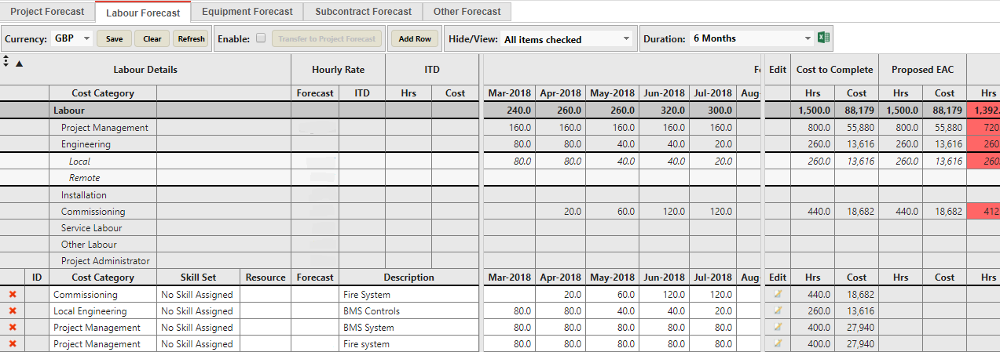 Project Forecast Labour Forecast Equipment Forecast Subcontract Forecast Other Forecast
Currency: GBP Save Clear Refresh Enable: Transfer to Project Forecast Add Row Hide/View: All items checked Duration: 6 Months
Labour Details Hourly Rate ITD Fo Edit Cost to Complete Proposed EAC
Cost Category Forecast ITD Hrs Cost Mar-2018 Apr-2018 May-2018 Jun-2018 Jul-2018 Aug- Hrs Cost Hrs Cost Hrs
Labour 240.0 260.0 260.0 320.0 300.0 1,500.0 88,179 1,500.0 88,179 1,392.
Project Management 160.0 160.0 160.0 160.0 160.0 800.0 55,880 800.0 55,880 720
Engineering 80.0 80.0 40.0 40.0 20.0 260.0 13,616 260.0 13,616 260
Local 80.0 80.0 40.0 40.0 20.0 260.0 13,616 260.0 13,616 260.
Remote
Installation
Commissioning 20.0 60.0 120.0 120.0 440.0 18,682 440.0 18,682 412
Service Labour
Other Labour
Project Administrator
ID Cost Category Skill Set Resource Forecast Description Mar-2018 Apr-2018 May-2018 Jun-2018 Jul-2018 Aug- Edit Hrs Cost Hrs Cost Hrs
Commissioning No Skill Assigned Fire System 20.0 60.0 120.0 120.0 440.0 18,682
Local Engineering No Skill Assigned BMS Controls 80.0 80.0 40.0 40.0 20.0 260.0 13,616
Project Management No Skill Assigned BMS System 80.0 80.0 80.0 80.0 80.0 400.0 27,940
Project Management No Skill Assigned Fire system 80.0 80.0 80.0 80.0 80.0 400.0 27,940